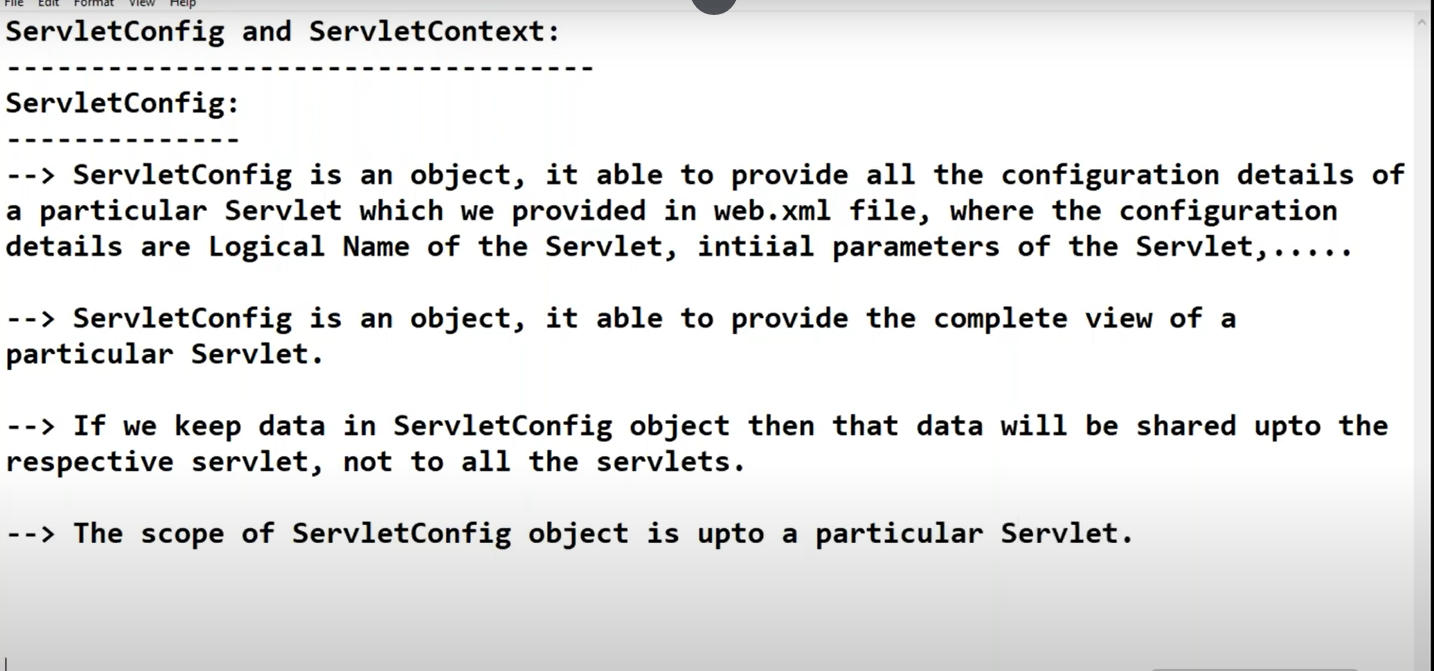 File Edit Format View Help
ServletConfig and ServletContext:
-----------------------------------
ServletConfig:
--------------
--> ServletConfig is an object, it able to provide all the configuration details of
a particular Servlet which we provided in web.xml file, where the configuration
details are Logical Name of the Servlet, intiial parameters of the Servlet,.....
--> ServletConfig is an object, it able to provide the complete view of a
particular Servlet.
--> If we keep data in ServletConfig object then that data will be shared upto the
respective servlet, not to all the servlets.
--> The scope of ServletConfig object is upto a particular Servlet.